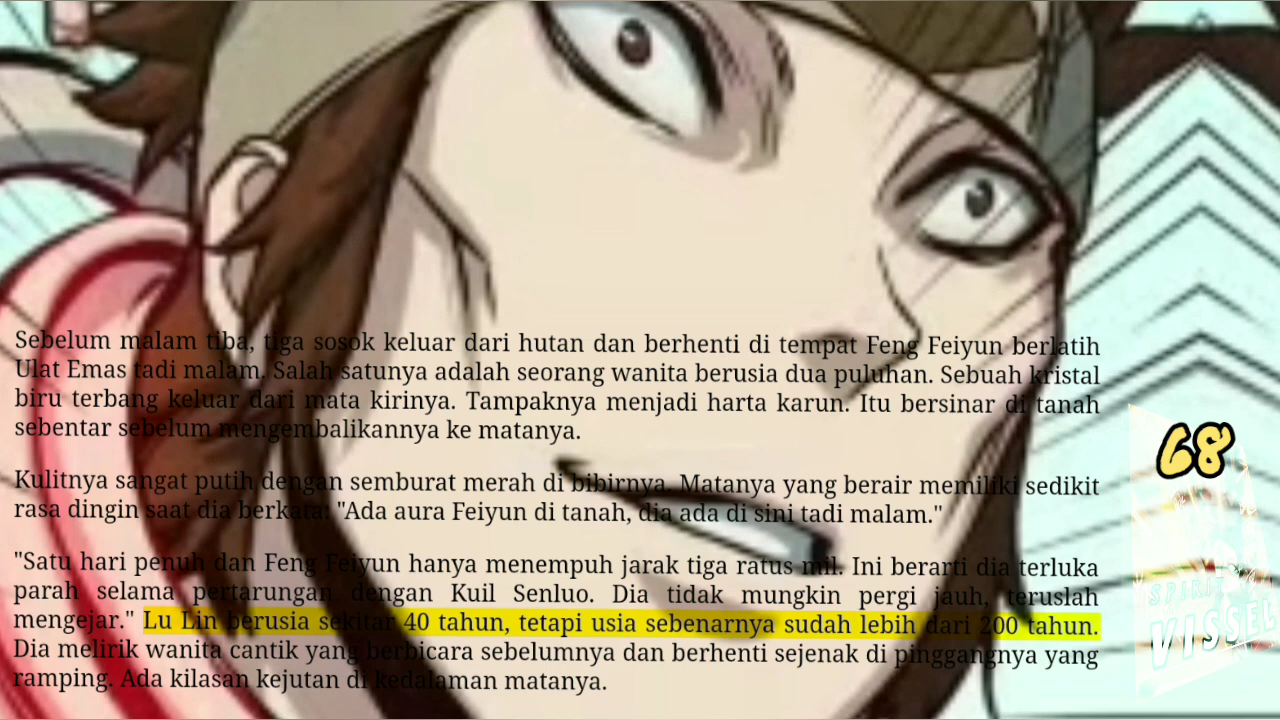 Sebelum malam tiba, tiga sosok keluar dari hutan dan berhenti di tempat Feng Feiyun berlatih
Ulat Emas tadi malam. Salah satunya adalah seorang wanita berusia dua puluhan. Sebuah kristal
biru terbang keluar dari mata kirinya. Tampaknya menjadi harta karun. Itu bersinar di tanah
sebentar sebelum mengembalikannya ke matanya.
Kulitnya sangat putih dengan semburat merah di bibirnya. Matanya yang berair memiliki sedikit
rasa dingin saat dia berkata: "Ada aura Feiyun di tanah, dia ada di sini tadi malam."
"Satu hari penuh dan Feng Feiyun hanya menempuh jarak tiga ratus mil. Ini berarti dia terluka
parah selama pertarungan dengan Kuil Senluo. Dia tidak mungkin pergi jauh, teruslah
mengejar." Lu Lin berusia sekitar 40 tahun, tetapi usia sebenarnya sudah lebih dari 200 tahun.
Dia melirik wanita cantik yang berbicara sebelumnya dan berhenti sejenak di pinggangnya yang
ramping. Ada kilasan kejutan di kedalaman matanya.
68
SPIRIT
VISSEL